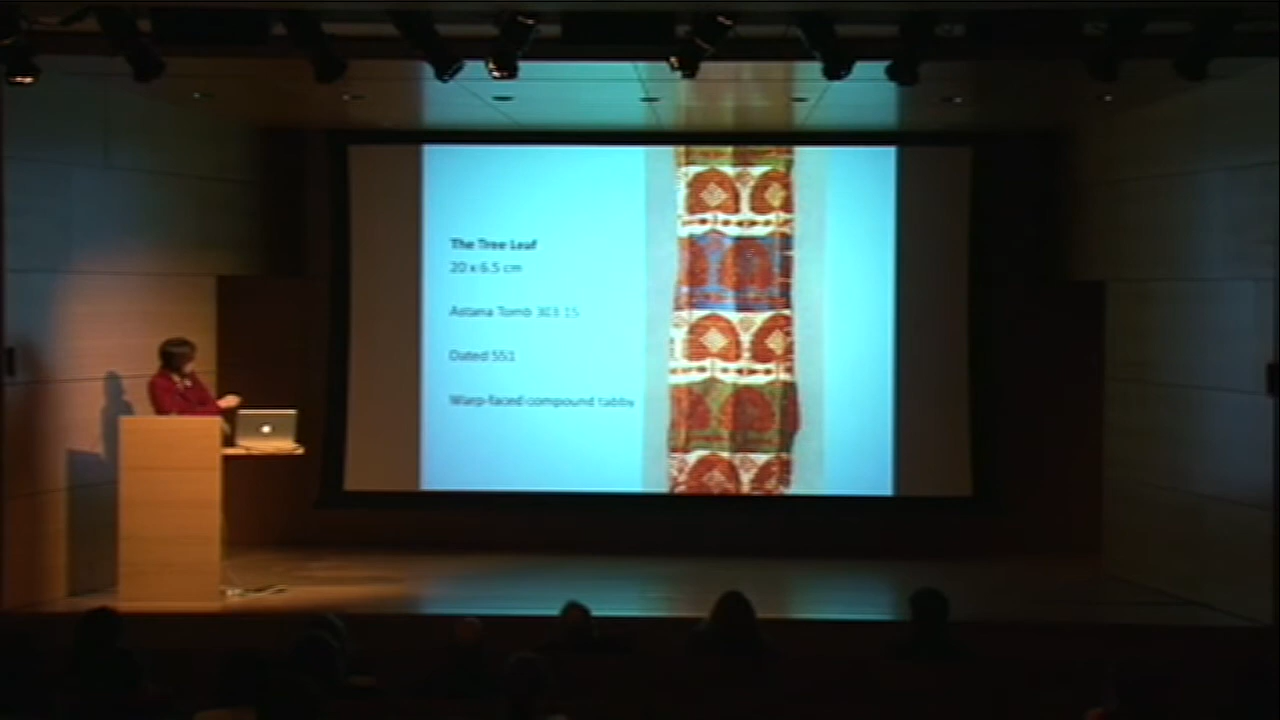 The Tree Leaf
20 x 6.5 cm
Astana Tomb 303:15
Dated 551
Warp-faced compound tabby